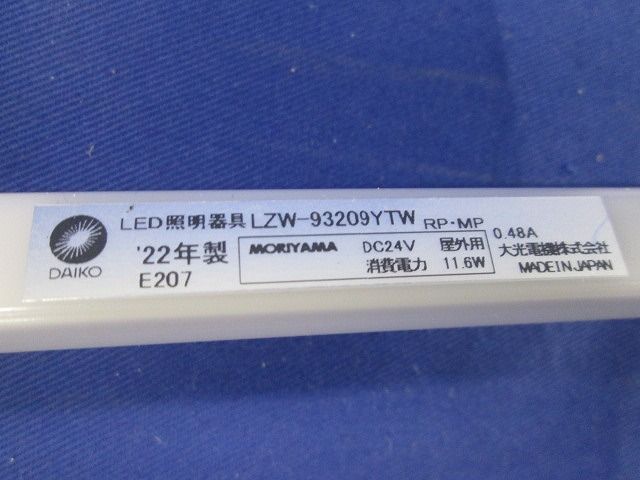 DAIKO
LED照明器具 LZW-93209YTW RP・MP
'22年製
E207
MORIYAMA DC24V 屋外用 0.48A
消費電力 11.6W
大光電機株式会社
MADE IN JAPAN